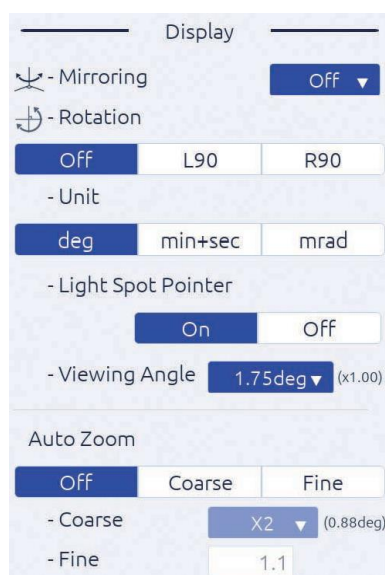 Display
- Mirroring Off ▼
- Rotation
Off L90 R90
- Unit
deg min+sec mrad
- Light Spot Pointer
On Off
- Viewing Angle 1.75deg ▼ (x1.00)
Auto Zoom
Off Coarse Fine
- Coarse X2 ▼ (0.88deg)
- Fine 1.1